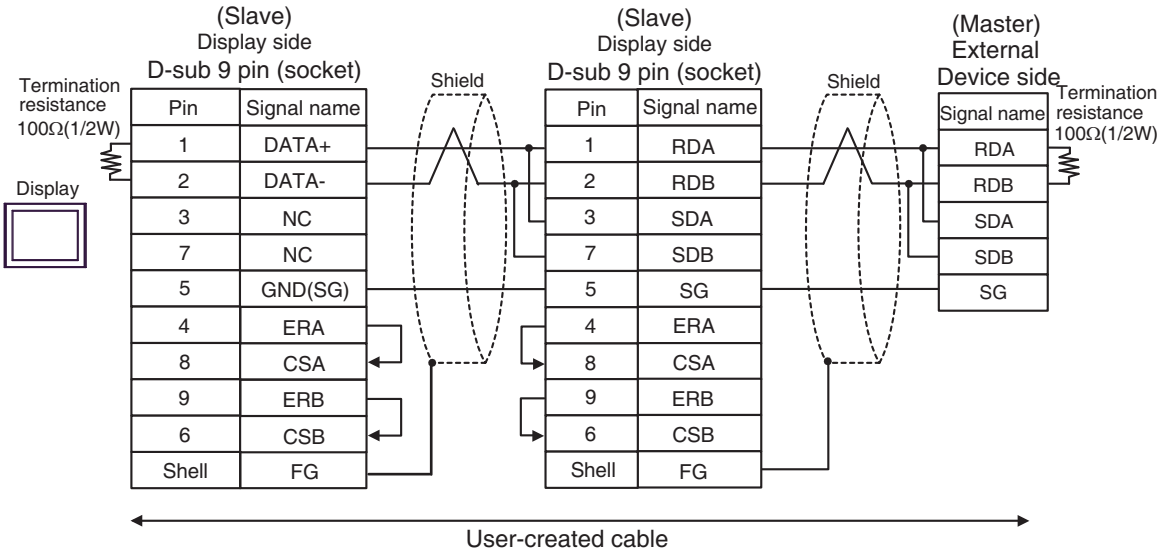 (Slave)
Display side
D-sub 9 pin (socket)
Termination
resistance
100Ω(1/2W)
Display
Pin Signal name
1 DATA+
2 DATA-
3 NC
7 NC
5 GND(SG)
4 ERA
8 CSA
9 ERB
6 CSB
Shell FG
Shield
(Slave)
Display side
D-sub 9 pin (socket)
Pin Signal name
1 RDA
2 RDB
3 SDA
7 SDB
5 SG
4 ERA
8 CSA
9 ERB
6 CSB
Shell FG
Shield
(Master)
External
Device side
Signal name
RDA
RDB
SDA
SDB
SG
Termination
resistance
100Ω(1/2W)
User-created cable